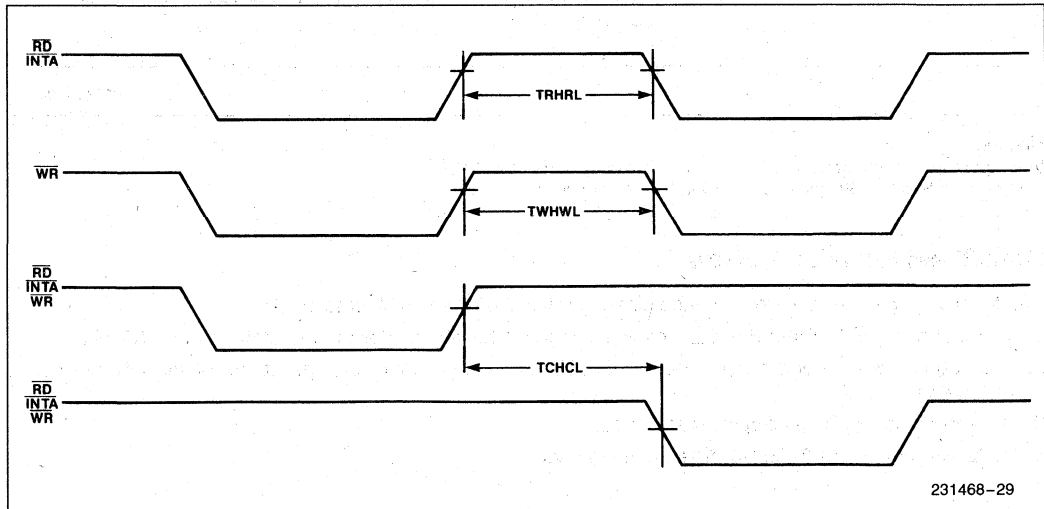 RD
INTA
TRHRL
WR
TWHWL
RD
INTA
WR
TCHCL
RD
INTA
WR
231468–29